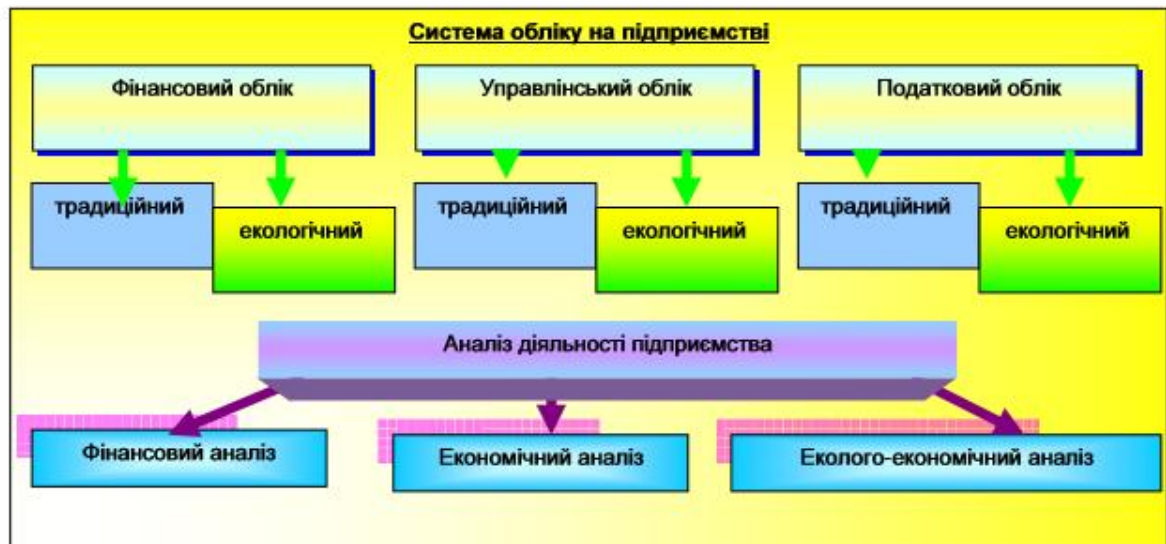 Система обліку на підприємстві
Фінансовий облік
Управлінський облік
Податковий облік
традиційний
екологічний
традиційний
екологічний
традиційний
екологічний
Аналіз діяльності підприємства
Фінансовий аналіз
Економічний аналіз
Еколого-економічний аналіз